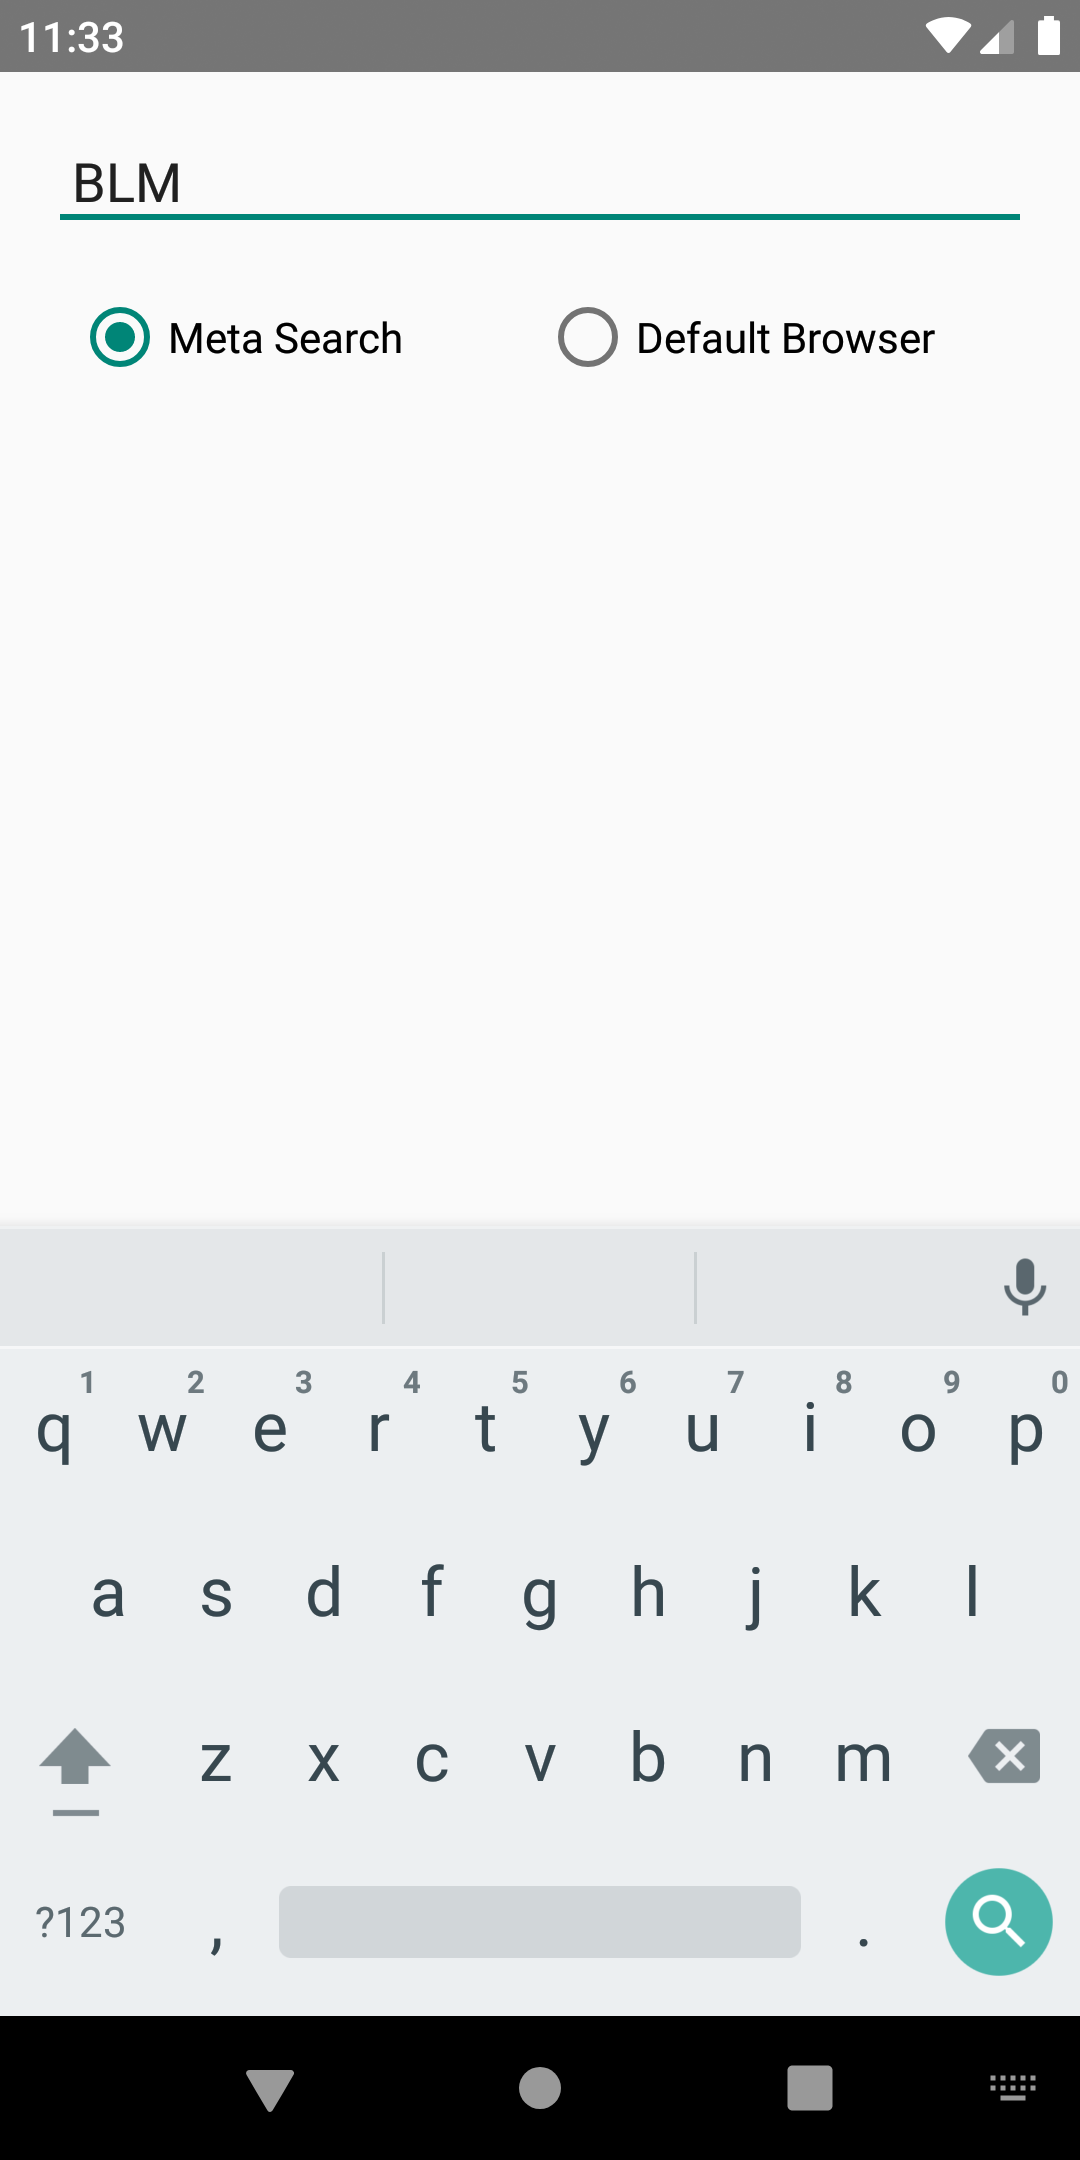 11:33
BLM
Meta Search Default Browser
1 2 3 4 5 6 7 8 9 0
q w e r t y u i o p
a s d f g h j k l
z x c v b n m
?123 , .